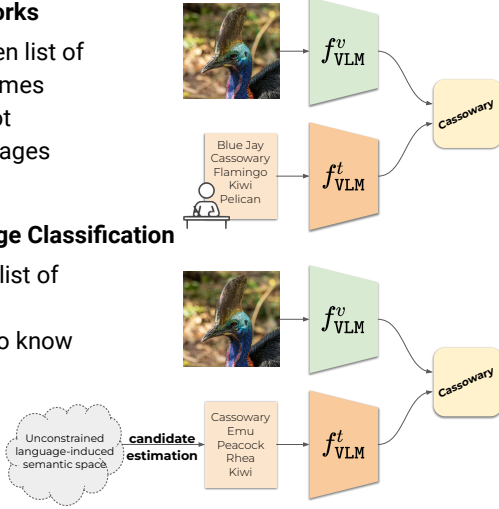 orks
en list of
mes
ot
ages
f^v_VLM
Cassowary
Blue Jay
Cassowary
Flamingo
Kiwi
Pelican
f^t_VLM
ge Classification
list of
o know
f^v_VLM
Cassowary
Unconstrained
language-induced
semantic space
candidate
estimation
Cassowary
Emu
Peacock
Rhea
Kiwi
f^t_VLM